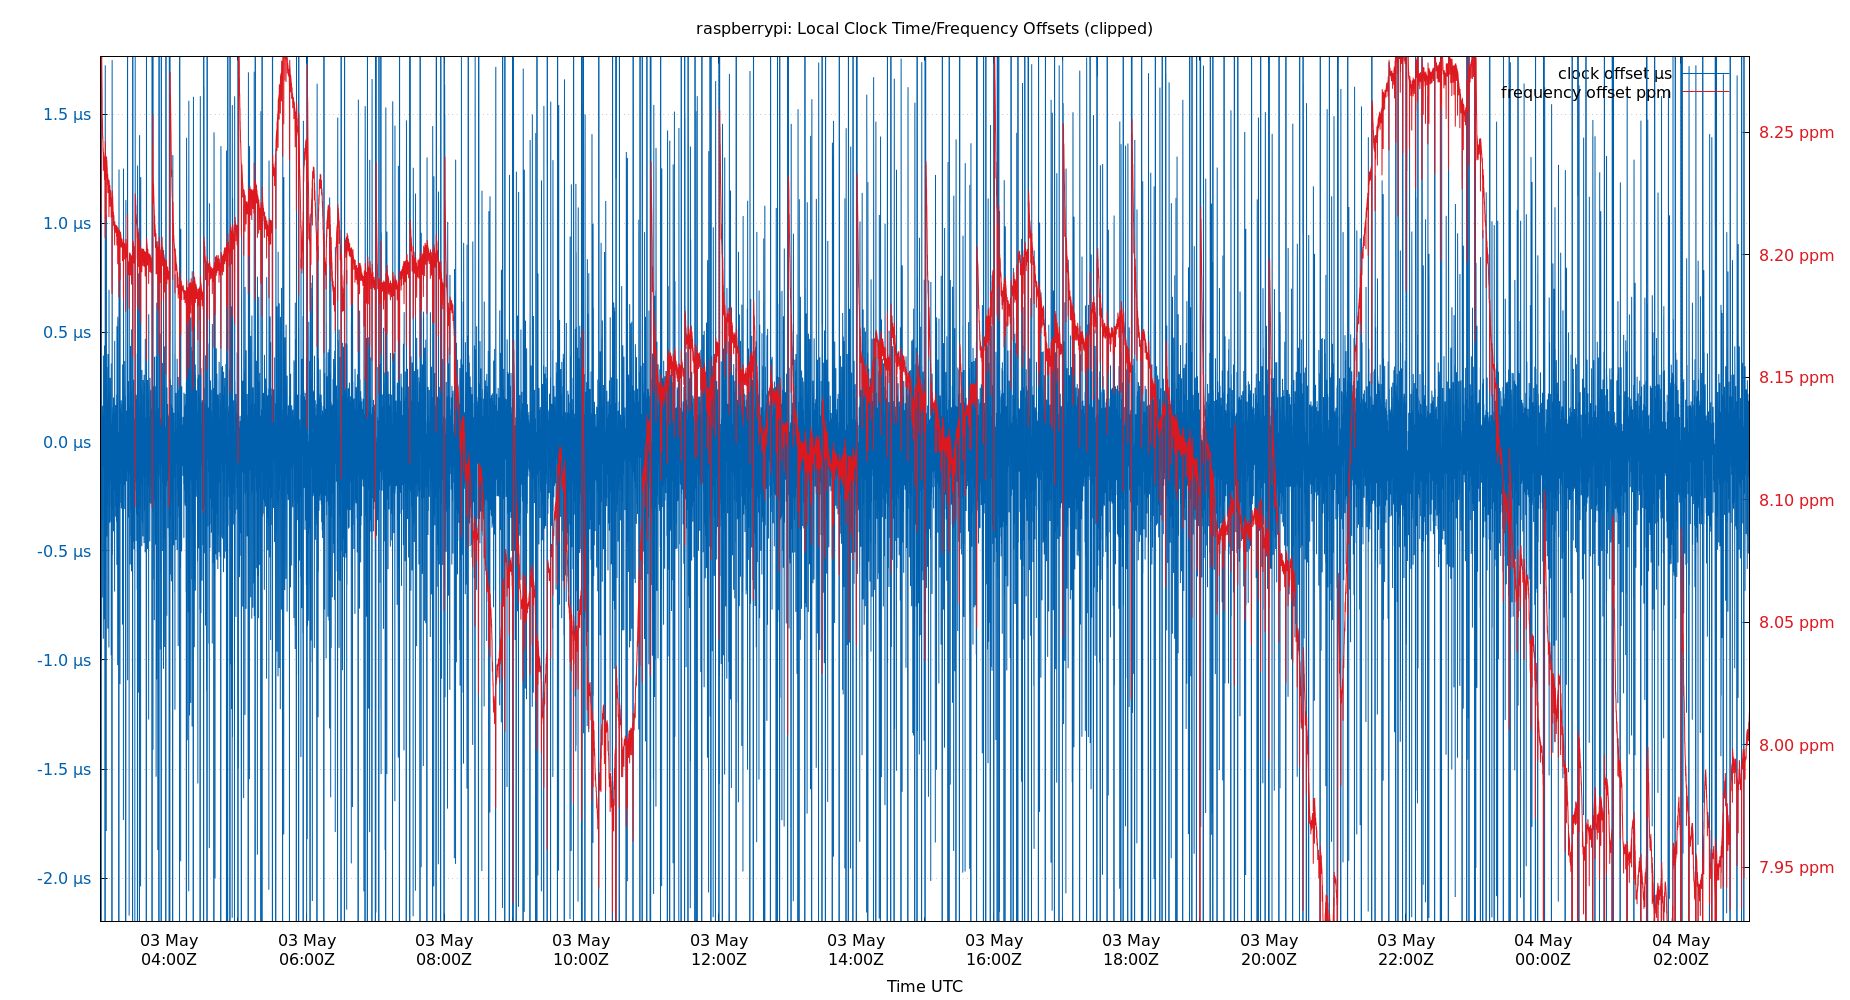 raspberrypi: Local Clock Time/Frequency Offsets (clipped)
clock offset µs
frequency offset ppm
1.5 µs
1.0 µs
0.5 µs
0.0 µs
-0.5 µs
-1.0 µs
-1.5 µs
-2.0 µs
8.25 ppm
8.20 ppm
8.15 ppm
8.10 ppm
8.05 ppm
8.00 ppm
7.95 ppm
03 May 03 May 03 May 03 May 03 May 03 May 03 May 03 May 03 May 03 May 04 May 04 May
04:00Z 06:00Z 08:00Z 10:00Z 12:00Z 14:00Z 16:00Z 18:00Z 20:00Z 22:00Z 00:00Z 02:00Z
Time UTC